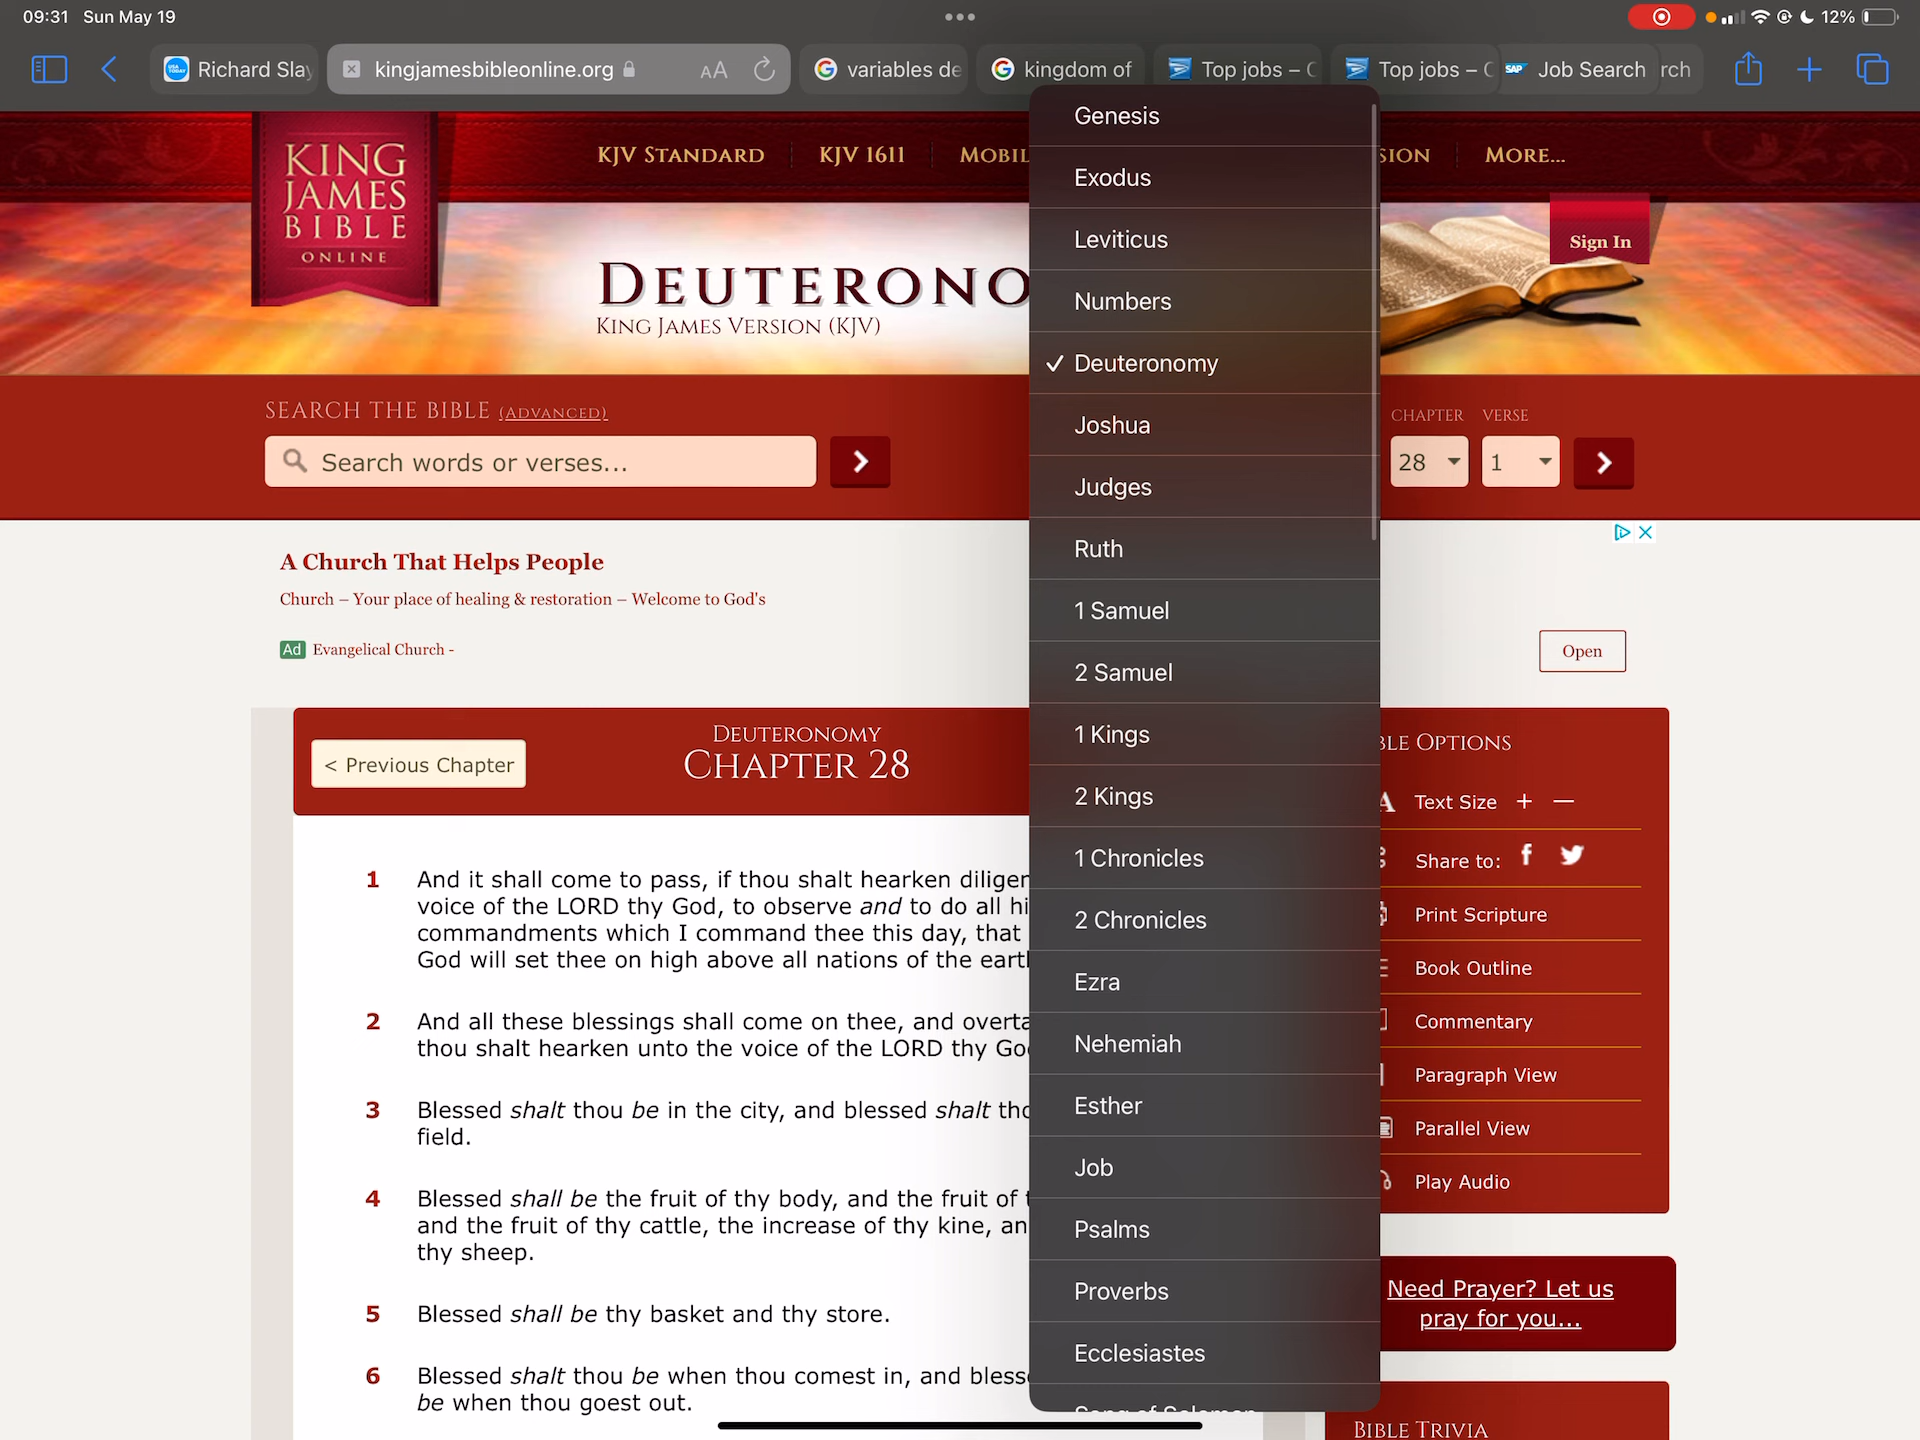 09:31 Sun May 19
12%
Richard Slay
kingjamesbibleonline.org
AA
variables de
kingdom of
Top jobs – C
Top jobs – C
SAP Job Search
rch
KING
JAMES
BIBLE
ONLINE
KJV STANDARD
KJV 1611
MOBIL
SION
MORE...
Sign In
DEUTERONO
KING JAMES VERSION (KJV)
SEARCH THE BIBLE (ADVANCED)
Search words or verses...
CHAPTER VERSE
28 1
A Church That Helps People
Church – Your place of healing & restoration – Welcome to God's
Ad Evangelical Church -
Open
< Previous Chapter
DEUTERONOMY
CHAPTER 28
1 And it shall come to pass, if thou shalt hearken diligen
voice of the LORD thy God, to observe and to do all hi
commandments which I command thee this day, that
God will set thee on high above all nations of the earth
2 And all these blessings shall come on thee, and overta
thou shalt hearken unto the voice of the LORD thy Go
3 Blessed shalt thou be in the city, and blessed shalt tho
field.
4 Blessed shall be the fruit of thy body, and the fruit of t
and the fruit of thy cattle, the increase of thy kine, an
thy sheep.
5 Blessed shall be thy basket and thy store.
6 Blessed shalt thou be when thou comest in, and blesse
be when thou goest out.
Genesis
Exodus
Leviticus
Numbers
✓ Deuteronomy
Joshua
Judges
Ruth
1 Samuel
2 Samuel
1 Kings
2 Kings
1 Chronicles
2 Chronicles
Ezra
Nehemiah
Esther
Job
Psalms
Proverbs
Ecclesiastes
Song of Solomon
BLE OPTIONS
A Text Size + —
Share to:
Print Scripture
Book Outline
Commentary
Paragraph View
Parallel View
Play Audio
Need Prayer? Let us
pray for you...
BIBLE TRIVIA